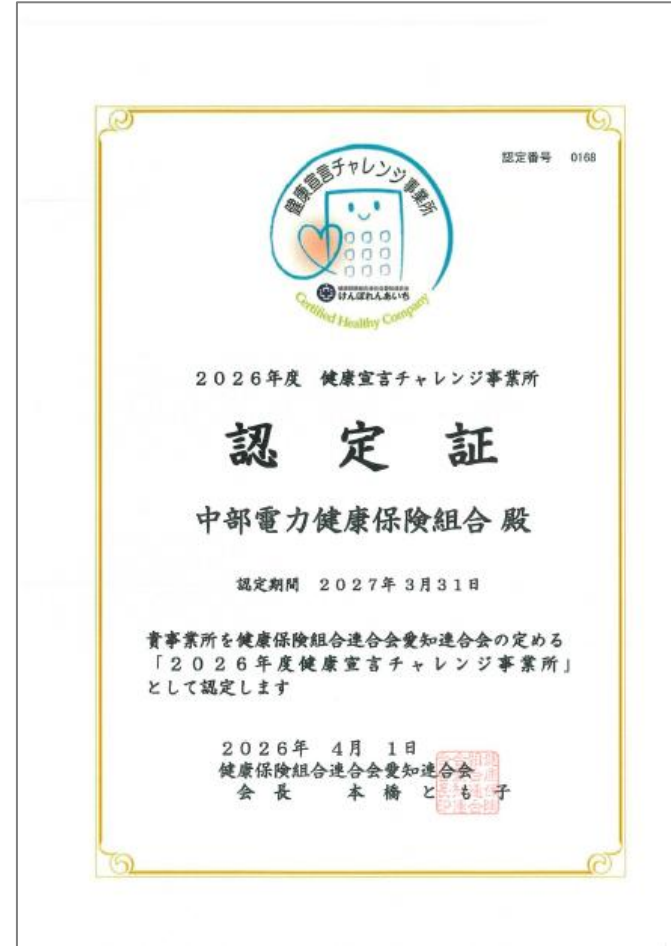 認定番号 0168
健康宣言チャレンジ事業所
けんぽれんあいち
Certified Healthy Company
2026年度 健康宣言チャレンジ事業所
認定証
中部電力健康保険組合 殿
認定期間 2027年3月31日
貴事業所を健康保険組合連合会愛知連合会の定める
「2026年度健康宣言チャレンジ事業所」
として認定します
2026年 4月 1日
健康保険組合連合会愛知連合会
会長 本橋とも子